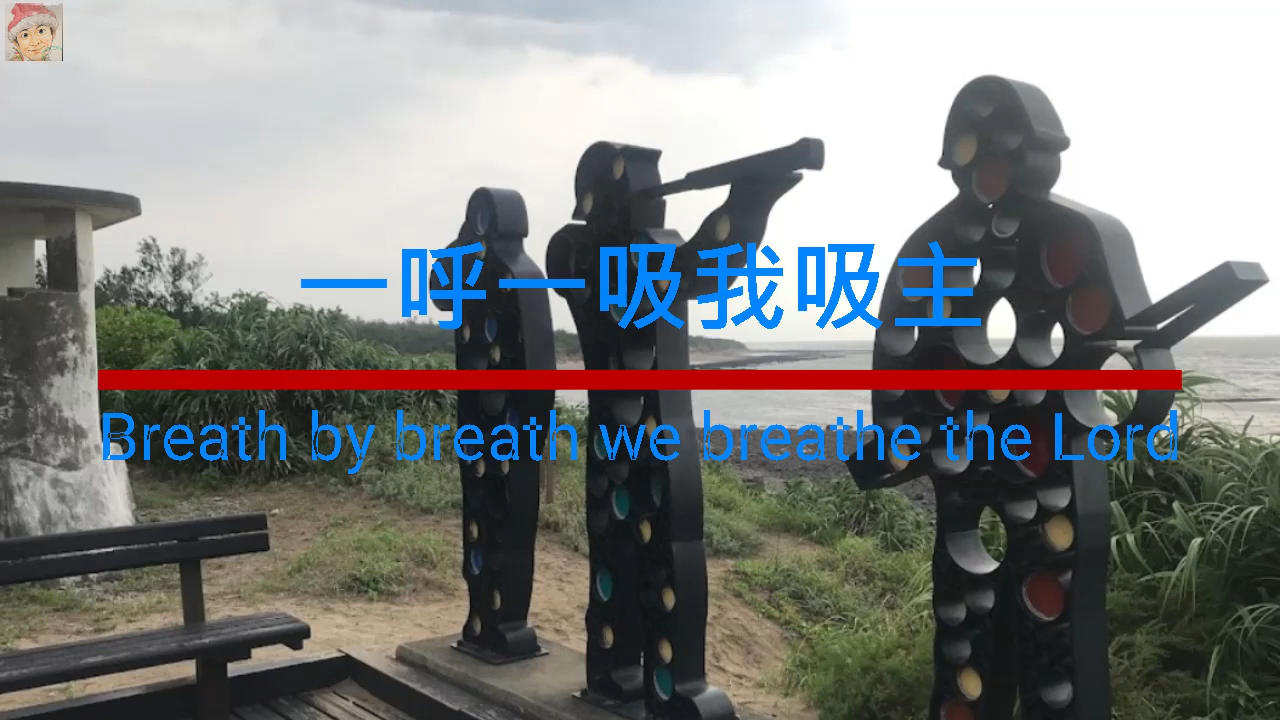 一呼一吸我吸主
Breath by breath we breathe the Lord